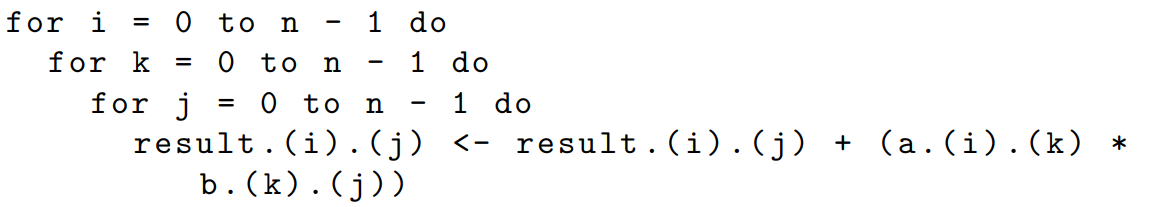 for i = 0 to n - 1 do
  for k = 0 to n - 1 do
    for j = 0 to n - 1 do
      result.(i).(j) <- result.(i).(j) + (a.(i).(k) *
         b.(k).(j))